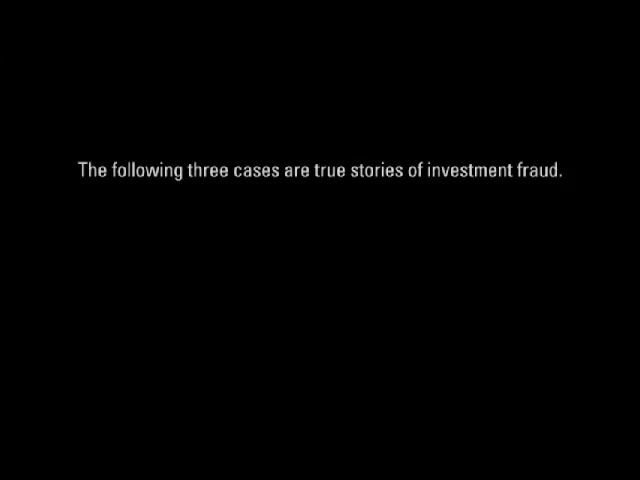 The following three cases are true stories of investment fraud.